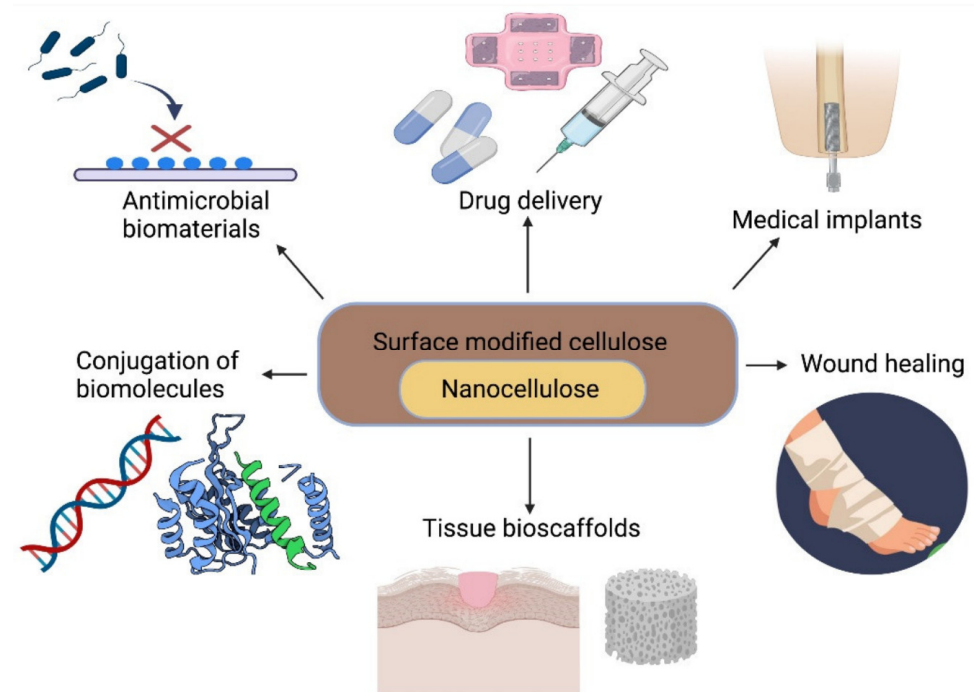 Antimicrobial
biomaterials
Drug delivery
Medical implants
Surface modified cellulose
Nanocellulose
Conjugation of
biomolecules
Wound healing
Tissue bioscaffolds